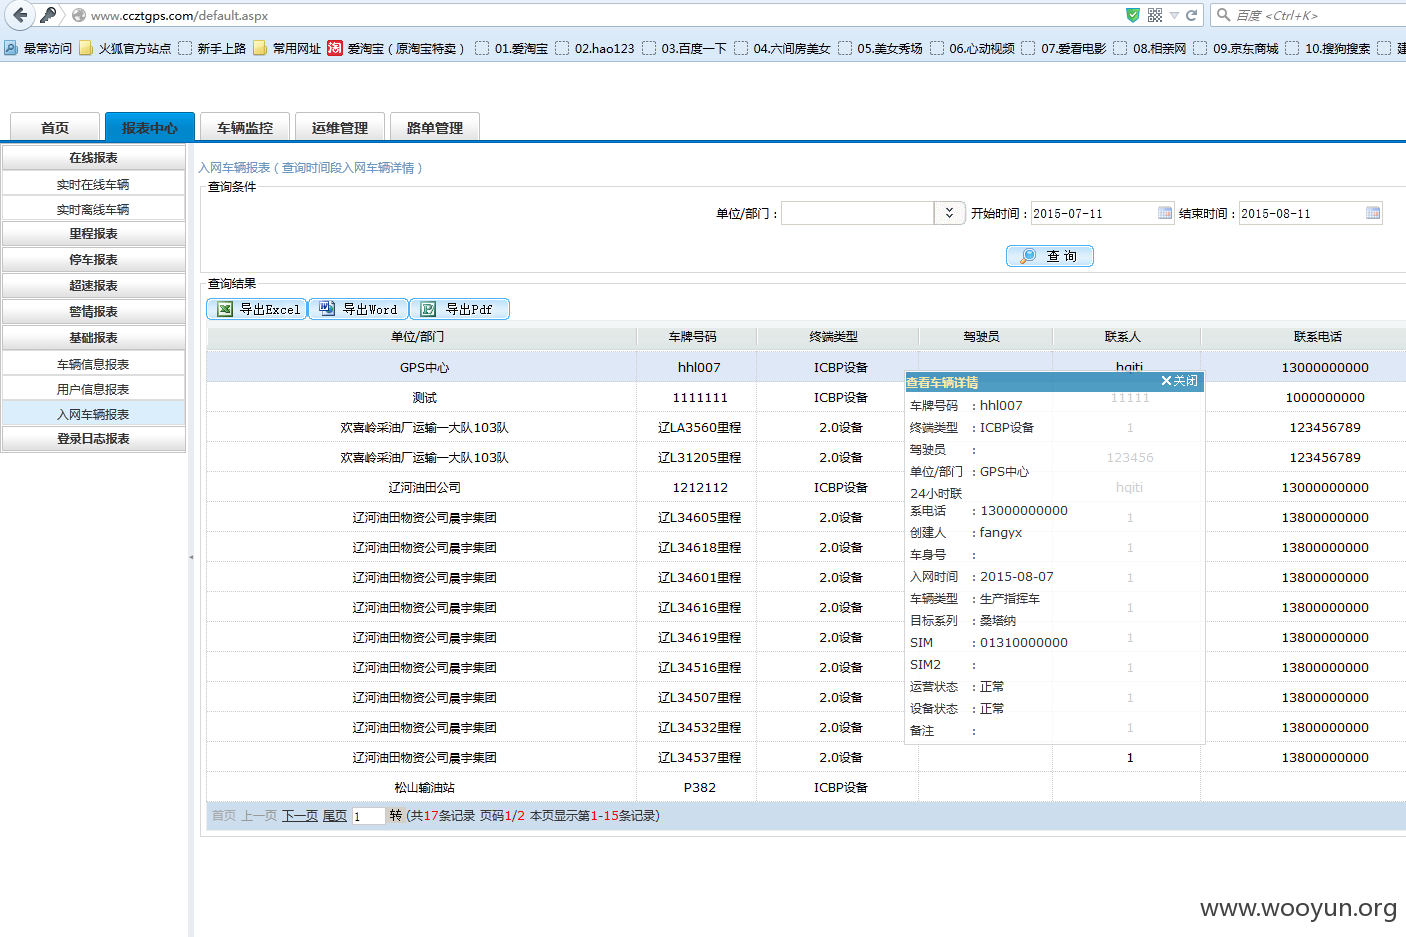 www.ccztgps.com/default.aspx
百度 <Ctrl+K>
最常访问 火狐官方站点 新手上路 常用网址 爱淘宝（原淘宝特卖） 01.爱淘宝 02.hao123 03.百度一下 04.六间房美女 05.美女秀场 06.心动视频 07.爱看电影 08.相亲网 09.京东商城 10.搜狗搜索 建
首页 报表中心 车辆监控 运维管理 路单管理
在线报表
实时在线车辆
实时离线车辆
里程报表
停车报表
超速报表
警情报表
基础报表
车辆信息报表
用户信息报表
入网车辆报表
登录日志报表
入网车辆报表（查询时间段入网车辆详情）
查询条件
单位/部门： 开始时间：2015-07-11 结束时间：2015-08-11
查 询
查询结果
导出Excel 导出Word 导出Pdf
单位/部门 车牌号码 终端类型 驾驶员 联系人 联系电话
GPS中心 hhl007 ICBP设备 hqiti 13000000000
测试 1111111 ICBP设备 11111 1000000000
欢喜岭采油厂运输一大队103队 辽LA3560里程 2.0设备 1 123456789
欢喜岭采油厂运输一大队103队 辽L31205里程 2.0设备 123456 123456789
辽河油田公司 1212112 ICBP设备 hqiti 13000000000
辽河油田物资公司晨宇集团 辽L34605里程 2.0设备 1 13800000000
辽河油田物资公司晨宇集团 辽L34618里程 2.0设备 1 13800000000
辽河油田物资公司晨宇集团 辽L34601里程 2.0设备 1 13800000000
辽河油田物资公司晨宇集团 辽L34616里程 2.0设备 1 13800000000
辽河油田物资公司晨宇集团 辽L34619里程 2.0设备 1 13800000000
辽河油田物资公司晨宇集团 辽L34516里程 2.0设备 1 13800000000
辽河油田物资公司晨宇集团 辽L34507里程 2.0设备 1 13800000000
辽河油田物资公司晨宇集团 辽L34532里程 2.0设备 1 13800000000
辽河油田物资公司晨宇集团 辽L34537里程 2.0设备 1 13800000000
松山输油站 P382 ICBP设备
首页 上一页 下一页 尾页 1 转 (共17条记录 页码1/2 本页显示第1-15条记录)
查看车辆详情 ×关闭
车牌号码 : hhl007
终端类型 : ICBP设备
驾驶员 :
单位/部门 : GPS中心
24小时联
系电话 : 13000000000
创建人 : fangyx
车身号 :
入网时间 : 2015-08-07
车辆类型 : 生产指挥车
目标系列 : 桑塔纳
SIM : 01310000000
SIM2 :
运营状态 : 正常
设备状态 : 正常
备注 :
www.wooyun.org